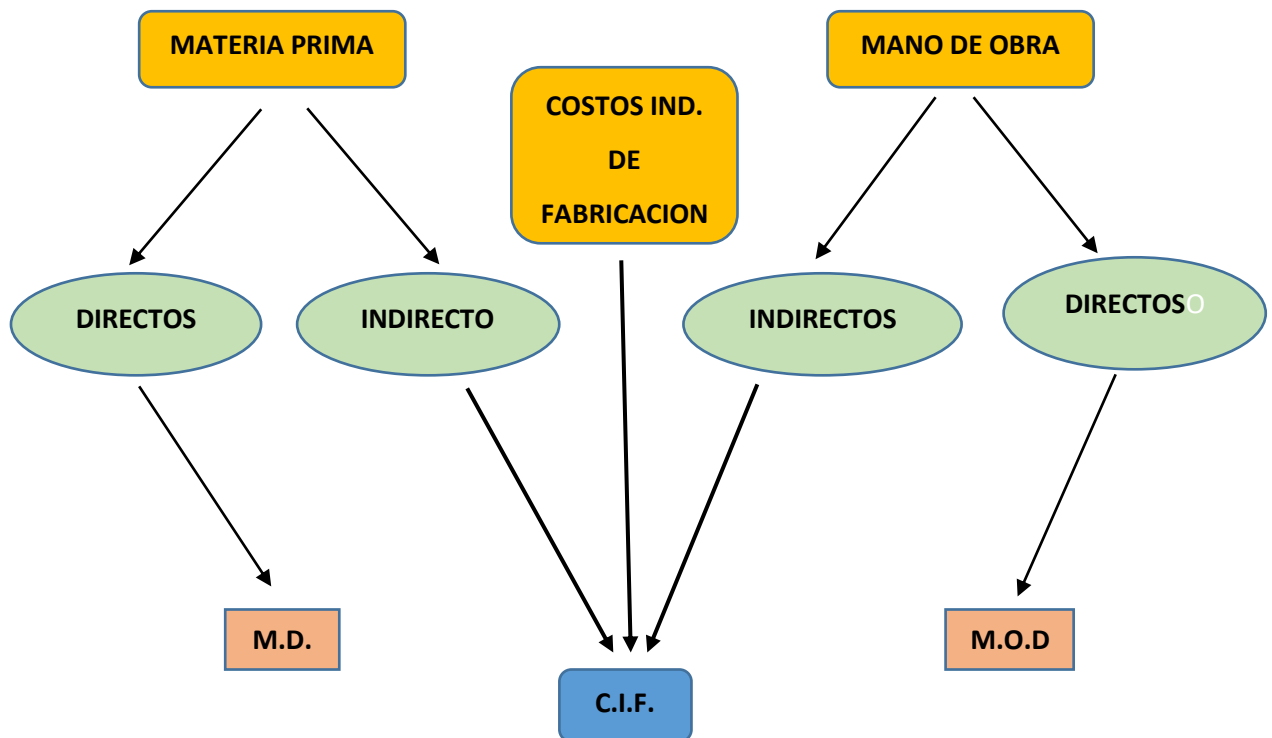 MATERIA PRIMA
MANO DE OBRA
COSTOS IND.
DE
FABRICACION
DIRECTOS
INDIRECTO
INDIRECTOS
DIRECTOSO
M.D.
M.O.D
C.I.F.